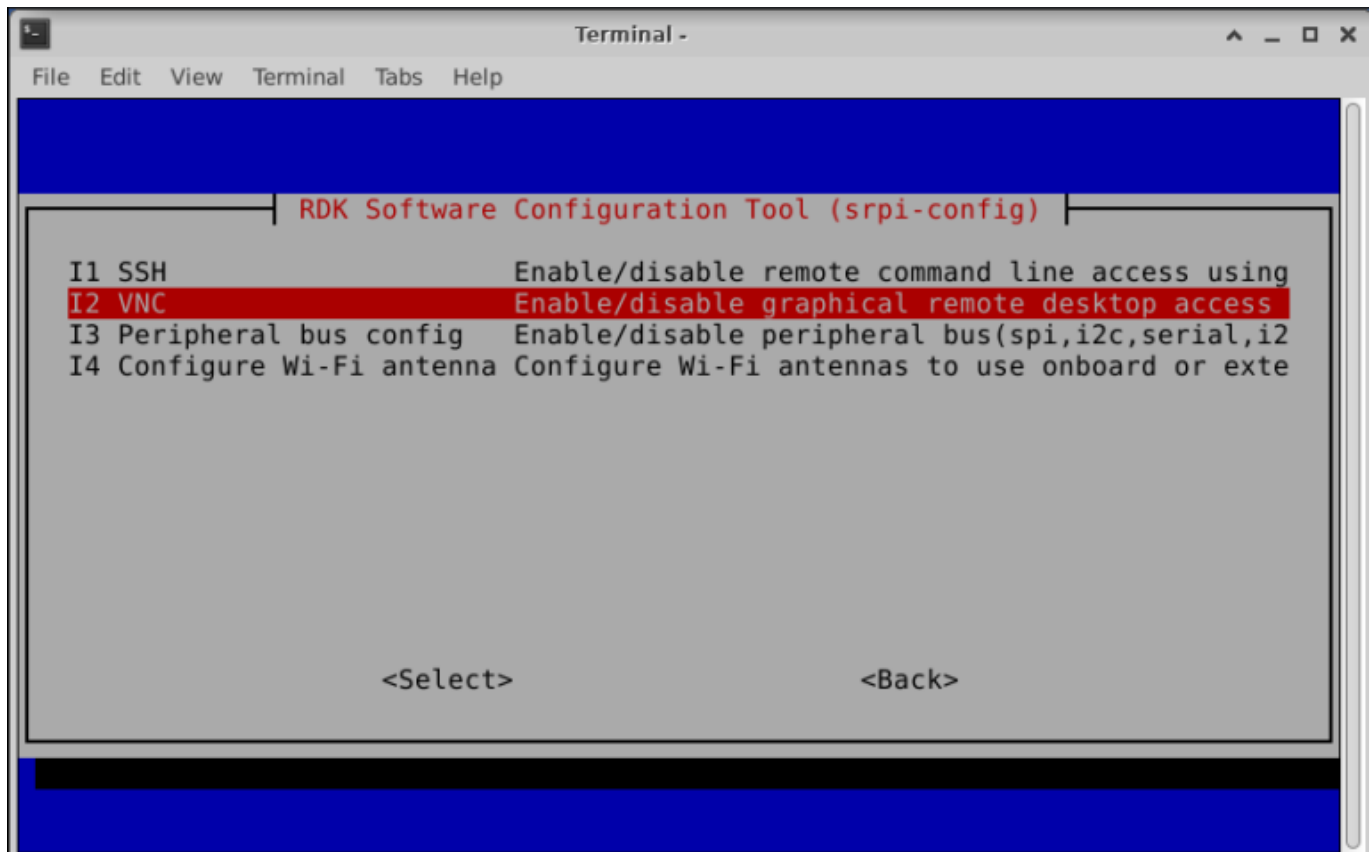 Terminal -
File Edit View Terminal Tabs Help
RDK Software Configuration Tool (srpi-config)
I1 SSH Enable/disable remote command line access using
I2 VNC Enable/disable graphical remote desktop access
I3 Peripheral bus config Enable/disable peripheral bus(spi,i2c,serial,i2
I4 Configure Wi-Fi antenna Configure Wi-Fi antennas to use onboard or exte
<Select> <Back>